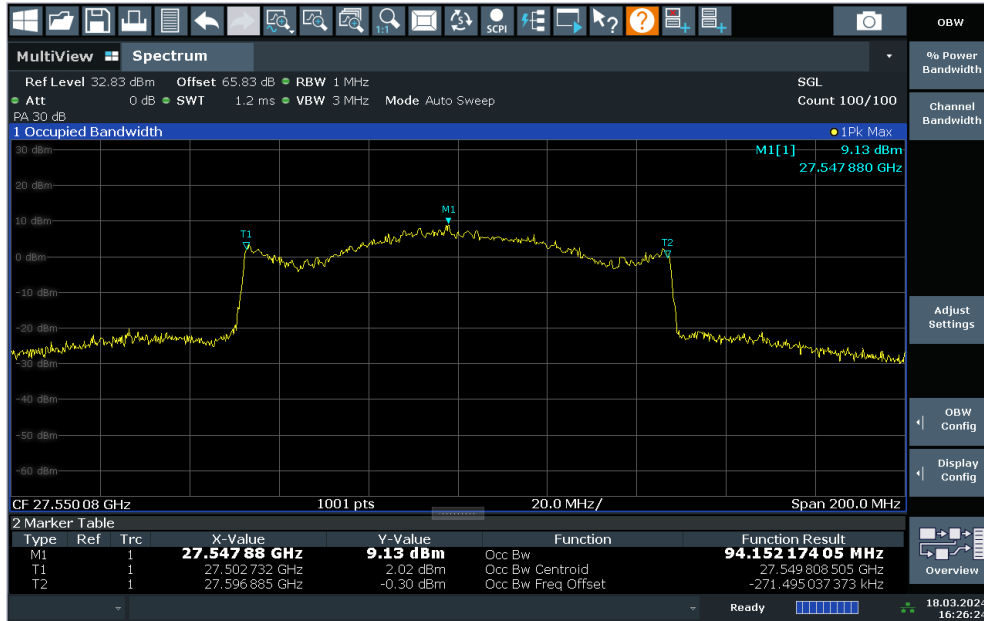 1:1
SCPI
?
?
OBW
MultiView Spectrum
% Power
Bandwidth
Ref Level 32.83 dBm Offset 65.83 dB RBW 1 MHz SGL
Att 0 dB SWT 1.2 ms VBW 3 MHz Mode Auto Sweep Count 100/100
PA 30 dB
Channel
Bandwidth
1 Occupied Bandwidth 1Pk Max
30 dBm
M1[1] 9.13 dBm
27.547 880 GHz
20 dBm
M1
10 dBm
T1
T2
0 dBm
-10 dBm
-20 dBm
Adjust
Settings
-30 dBm
-40 dBm
OBW
Config
-50 dBm
Display
Config
-60 dBm
CF 27.550 08 GHz 1001 pts 20.0 MHz/ Span 200.0 MHz
2 Marker Table
Type Ref Trc X-Value Y-Value Function Function Result
M1 1 27.547 88 GHz 9.13 dBm Occ Bw 94.152 174 05 MHz
T1 1 27.502 732 GHz 2.02 dBm Occ Bw Centroid 27.549 808 505 GHz
T2 1 27.596 885 GHz -0.30 dBm Occ Bw Freq Offset -271.495 037 373 kHz
Overview
Ready
18.03.2024
16:26:24